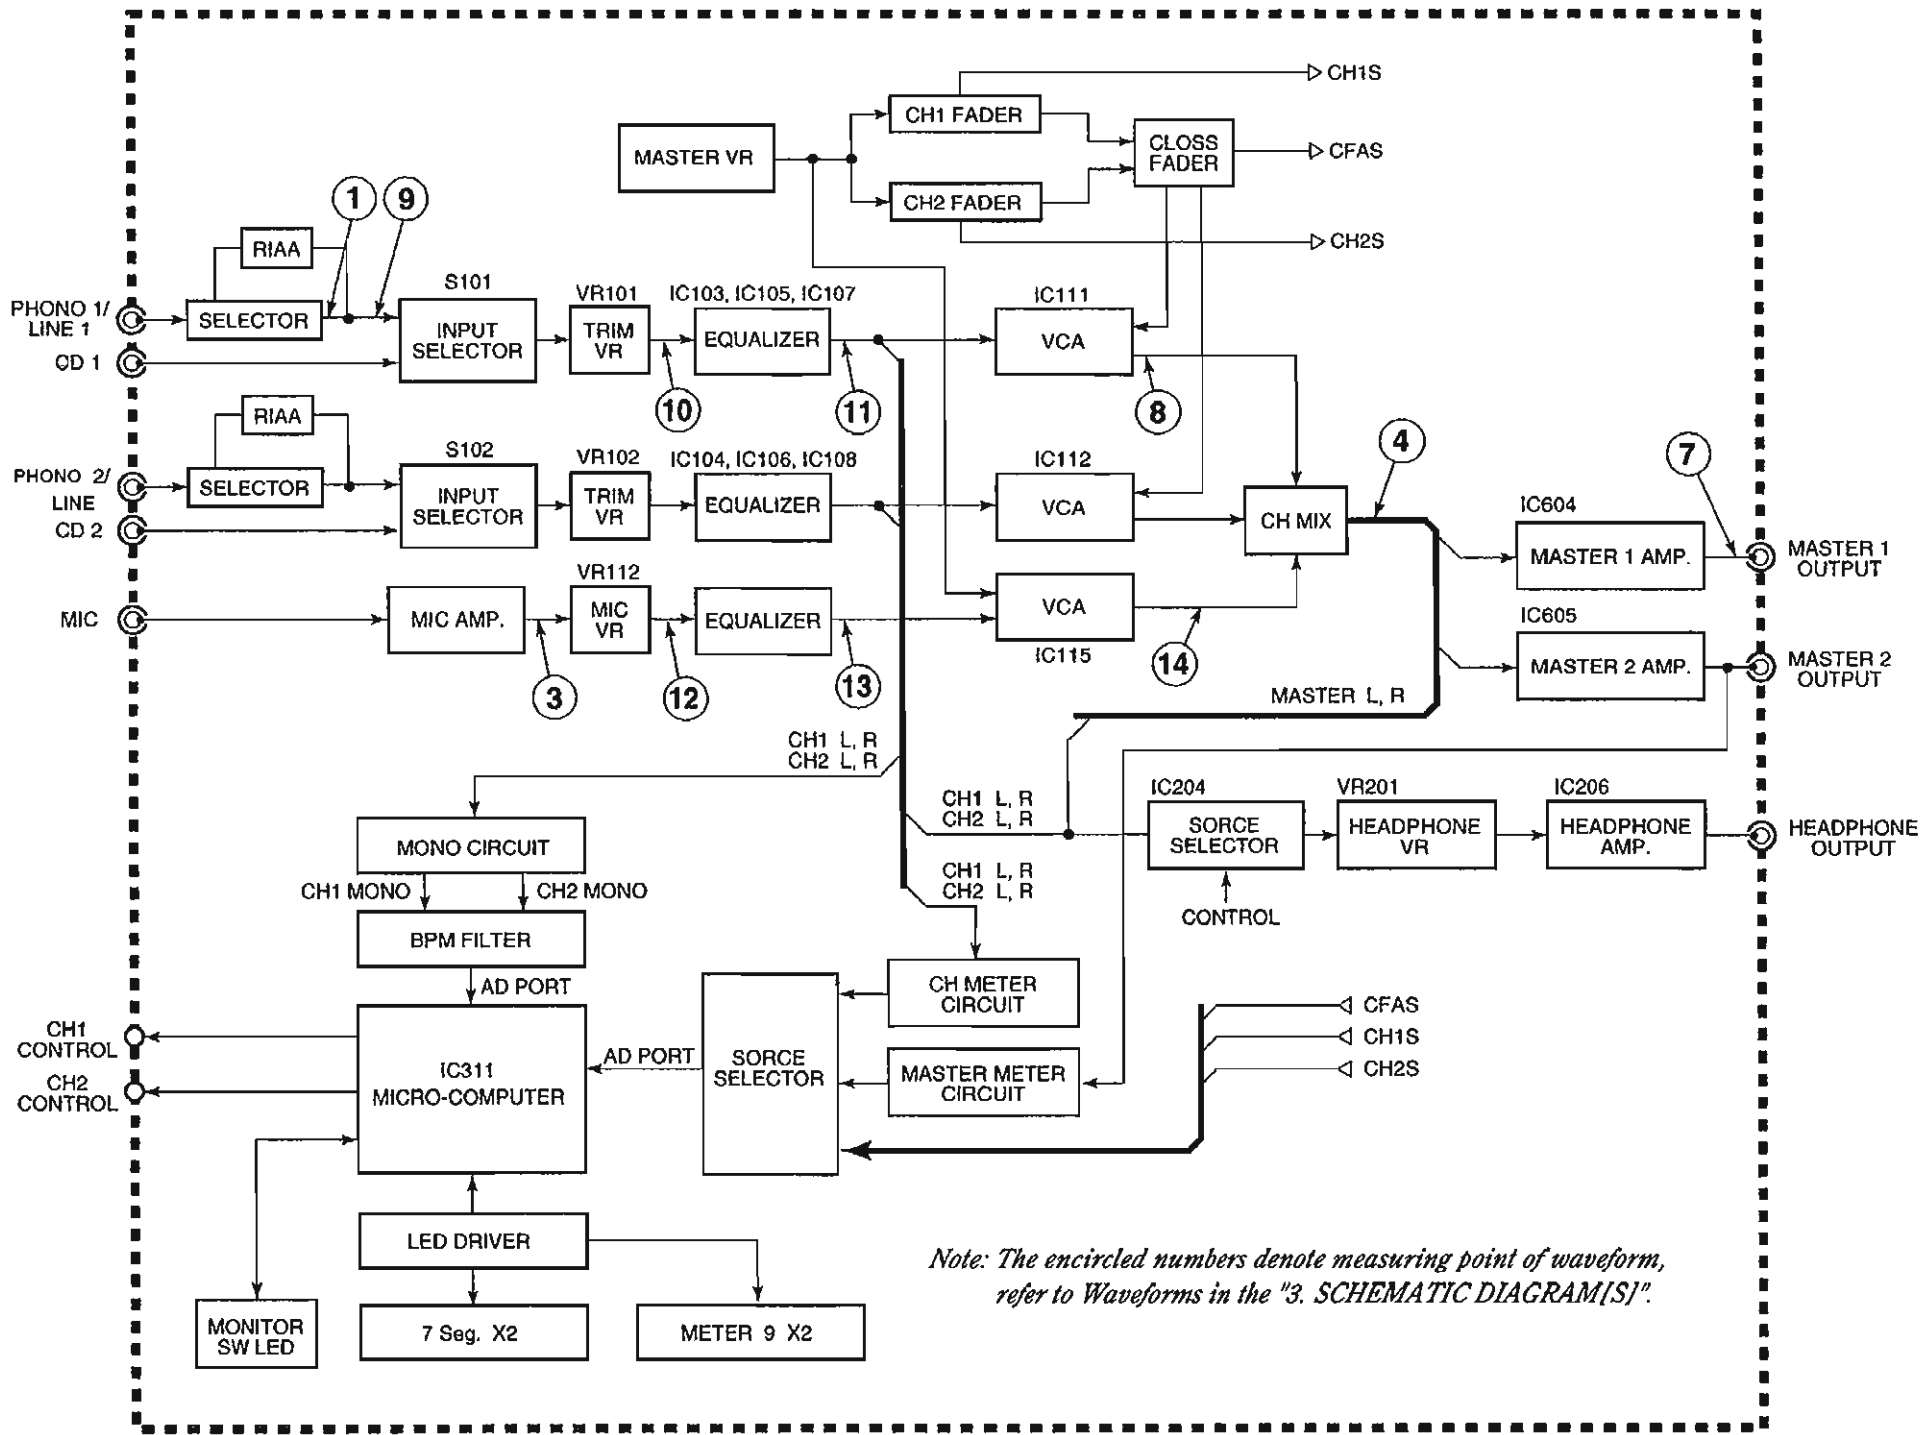 CH1S
CH1 FADER
MASTER VR
CLOSS
FADER
CFAS
CH2 FADER
CH2S
1
9
RIAA
PHONO 1/
LINE 1
SELECTOR
CD 1
S101
INPUT
SELECTOR
VR101
TRIM
VR
IC103, IC105, IC107
EQUALIZER
IC111
VCA
10
11
8
RIAA
PHONO 2/
LINE
SELECTOR
CD 2
S102
INPUT
SELECTOR
VR102
TRIM
VR
IC104, IC106, IC108
EQUALIZER
IC112
VCA
CH MIX
4
7
IC604
MASTER 1 AMP.
MASTER 1
OUTPUT
MIC
MIC AMP.
VR112
MIC
VR
EQUALIZER
VCA
IC115
IC605
MASTER 2 AMP.
MASTER 2
OUTPUT
3
12
13
14
MASTER L, R
CH1 L, R
CH2 L, R
CH1 L, R
CH2 L, R
IC204
SORCE
SELECTOR
VR201
HEADPHONE
VR
IC206
HEADPHONE
AMP.
HEADPHONE
OUTPUT
CONTROL
MONO CIRCUIT
CH1 MONO
CH2 MONO
CH1 L, R
CH2 L, R
BPM FILTER
AD PORT
CH METER
CIRCUIT
CFAS
CH1S
CH2S
CH1
CONTROL
CH2
CONTROL
IC311
MICRO-COMPUTER
AD PORT
SORCE
SELECTOR
MASTER METER
CIRCUIT
LED DRIVER
MONITOR
SW LED
7 Seg. X2
METER 9 X2
Note: The encircled numbers denote measuring point of waveform,
refer to Waveforms in the "3. SCHEMATIC DIAGRAM[S]".